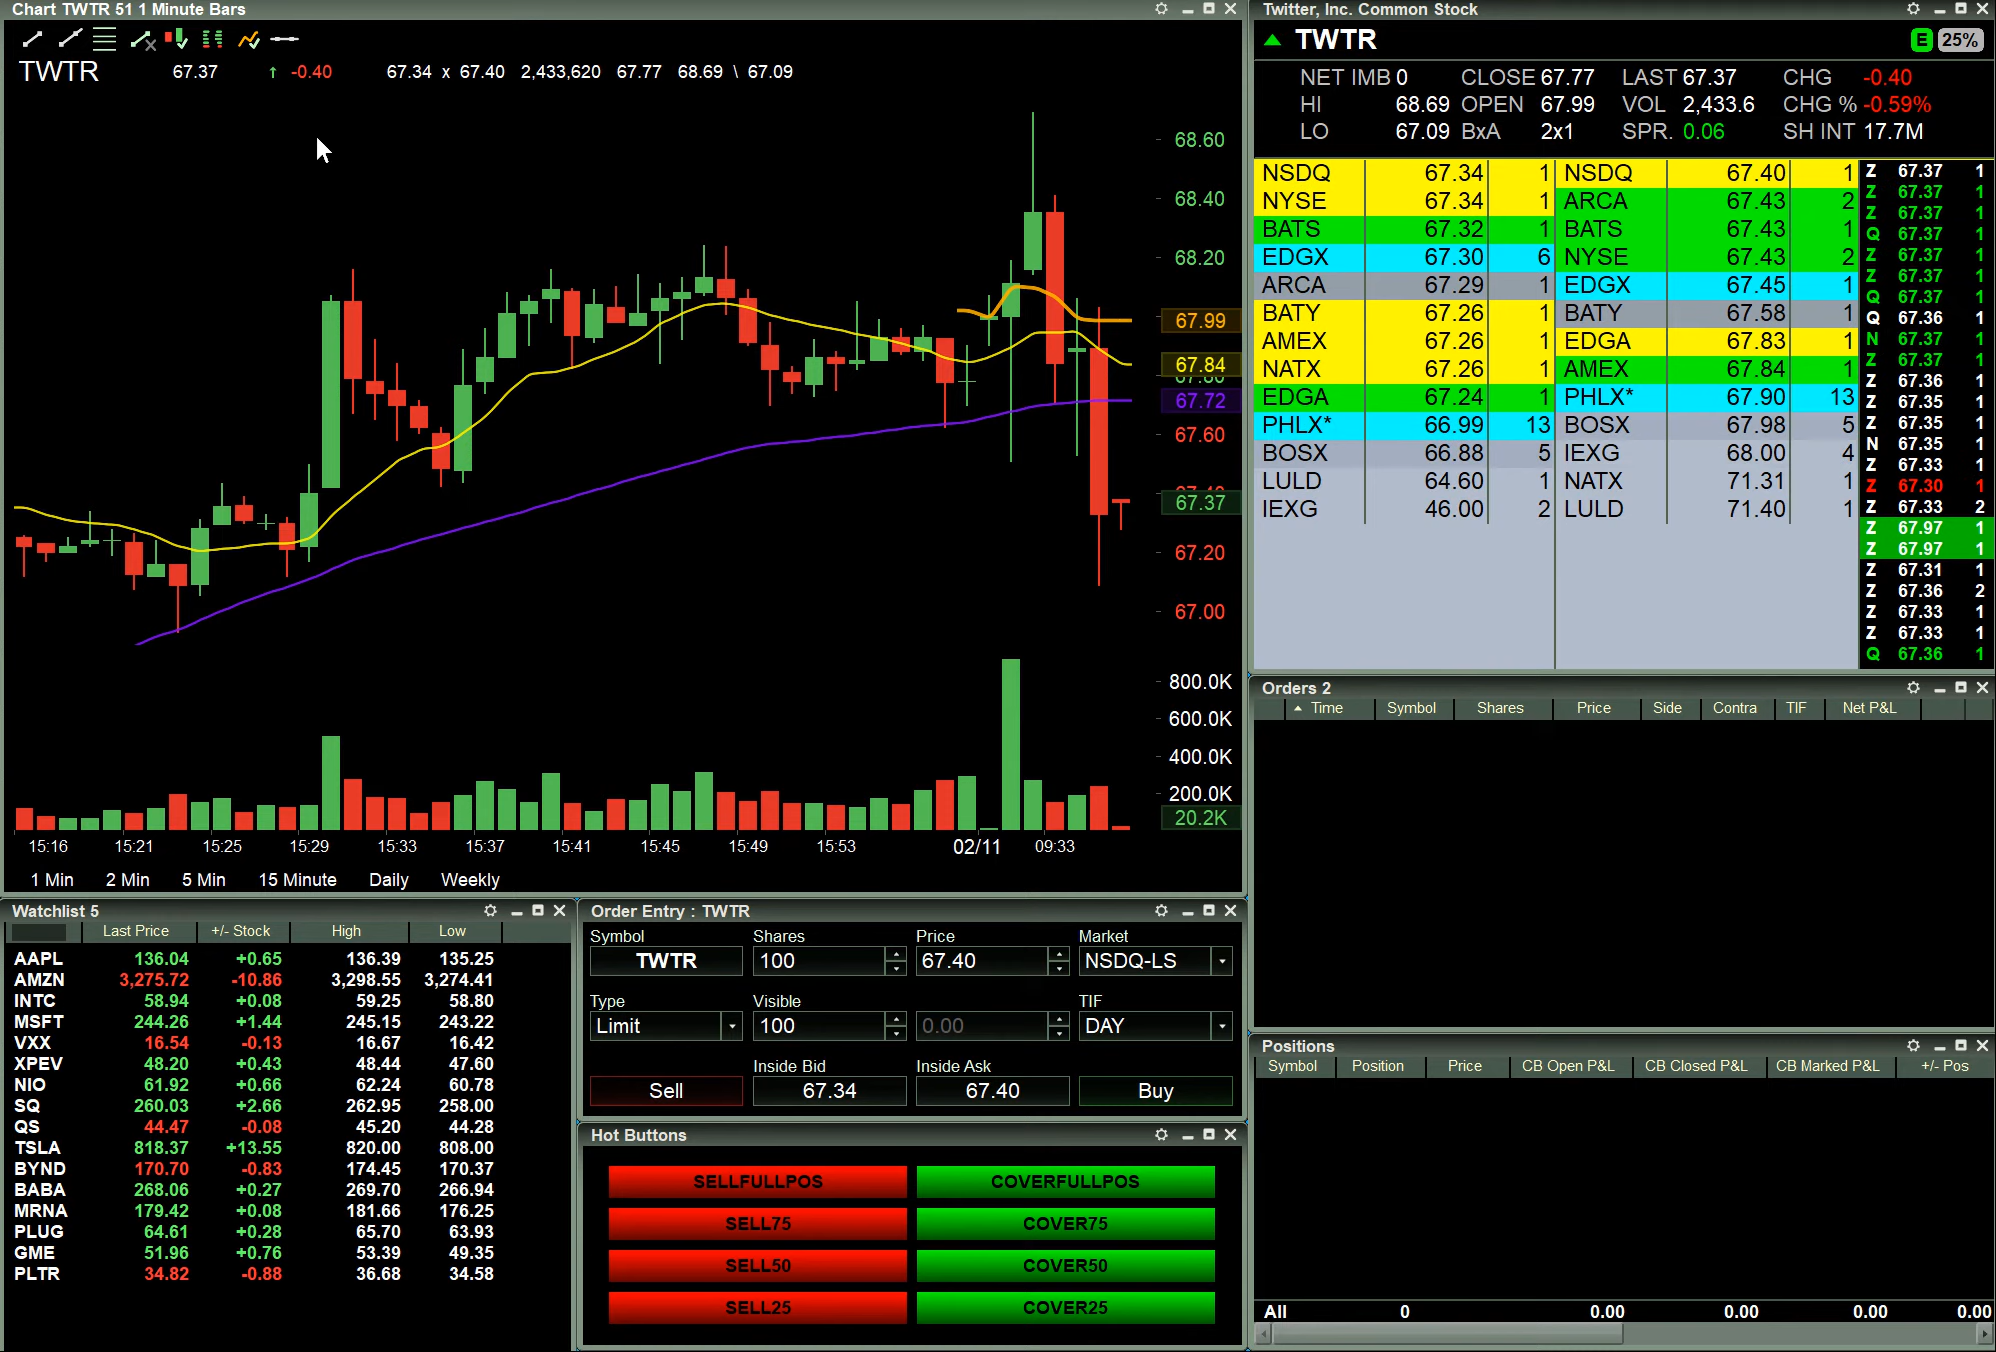 Chart TWTR 51 1 Minute Bars
TWTR 67.37 ↑ -0.40 67.34 x 67.40 2,433,620 67.77 68.69 \ 67.09
68.60
68.40
68.20
67.99
67.84
67.72
67.60
67.37
67.20
67.00
800.0K
600.0K
400.0K
200.0K
20.2K
15:16 15:21 15:25 15:29 15:33 15:37 15:41 15:45 15:49 15:53 02/11 09:33
1 Min 2 Min 5 Min 15 Minute Daily Weekly
Twitter, Inc. Common Stock
TWTR E 25%
NET IMB 0 CLOSE 67.77 LAST 67.37 CHG -0.40
HI 68.69 OPEN 67.99 VOL 2,433.6 CHG % -0.59%
LO 67.09 BxA 2x1 SPR. 0.06 SH INT 17.7M
NSDQ 67.34 1 NSDQ 67.40 1
NYSE 67.34 1 ARCA 67.43 2
BATS 67.32 1 BATS 67.43 1
EDGX 67.30 6 NYSE 67.43 2
ARCA 67.29 1 EDGX 67.45 1
BATY 67.26 1 BATY 67.58 1
AMEX 67.26 1 EDGA 67.83 1
NATX 67.26 1 AMEX 67.84 1
EDGA 67.24 1 PHLX* 67.90 13
PHLX* 66.99 13 BOSX 67.98 5
BOSX 66.88 5 IEXG 68.00 4
LULD 64.60 1 NATX 71.31 1
IEXG 46.00 2 LULD 71.40 1
Z 67.37 1
Z 67.37 1
Z 67.37 1
Q 67.37 1
Z 67.37 1
Z 67.37 1
Q 67.37 1
Q 67.36 1
N 67.37 1
Z 67.37 1
Z 67.36 1
Z 67.35 1
Z 67.35 1
N 67.35 1
Z 67.33 1
Z 67.30 1
Z 67.33 2
Z 67.97 1
Z 67.97 1
Z 67.31 1
Z 67.36 2
Z 67.33 1
Z 67.33 1
Q 67.36 1
Orders 2
Time Symbol Shares Price Side Contra TIF Net P&L
Watchlist 5
Last Price +/- Stock High Low
AAPL 136.04 +0.65 136.39 135.25
AMZN 3,275.72 -10.86 3,298.55 3,274.41
INTC 58.94 +0.08 59.25 58.80
MSFT 244.26 +1.44 245.15 243.22
VXX 16.54 -0.13 16.67 16.42
XPEV 48.20 +0.43 48.44 47.60
NIO 61.92 +0.66 62.24 60.78
SQ 260.03 +2.66 262.95 258.00
QS 44.47 -0.08 45.20 44.28
TSLA 818.37 +13.55 820.00 808.00
BYND 170.70 -0.83 174.45 170.37
BABA 268.06 +0.27 269.70 266.94
MRNA 179.42 +0.08 181.66 176.25
PLUG 64.61 +0.28 65.70 63.93
GME 51.96 +0.76 53.39 49.35
PLTR 34.82 -0.88 36.68 34.58
Order Entry : TWTR
Symbol Shares Price Market
TWTR 100 67.40 NSDQ-LS
Type Visible TIF
Limit 100 0.00 DAY
Inside Bid Inside Ask
Sell 67.34 67.40 Buy
Hot Buttons
SELLFULLPOS COVERFULLPOS
SELL75 COVER75
SELL50 COVER50
SELL25 COVER25
Positions
Symbol Position Price CB Open P&L CB Closed P&L CB Marked P&L +/- Pos
All 0 0.00 0.00 0.00 0.00